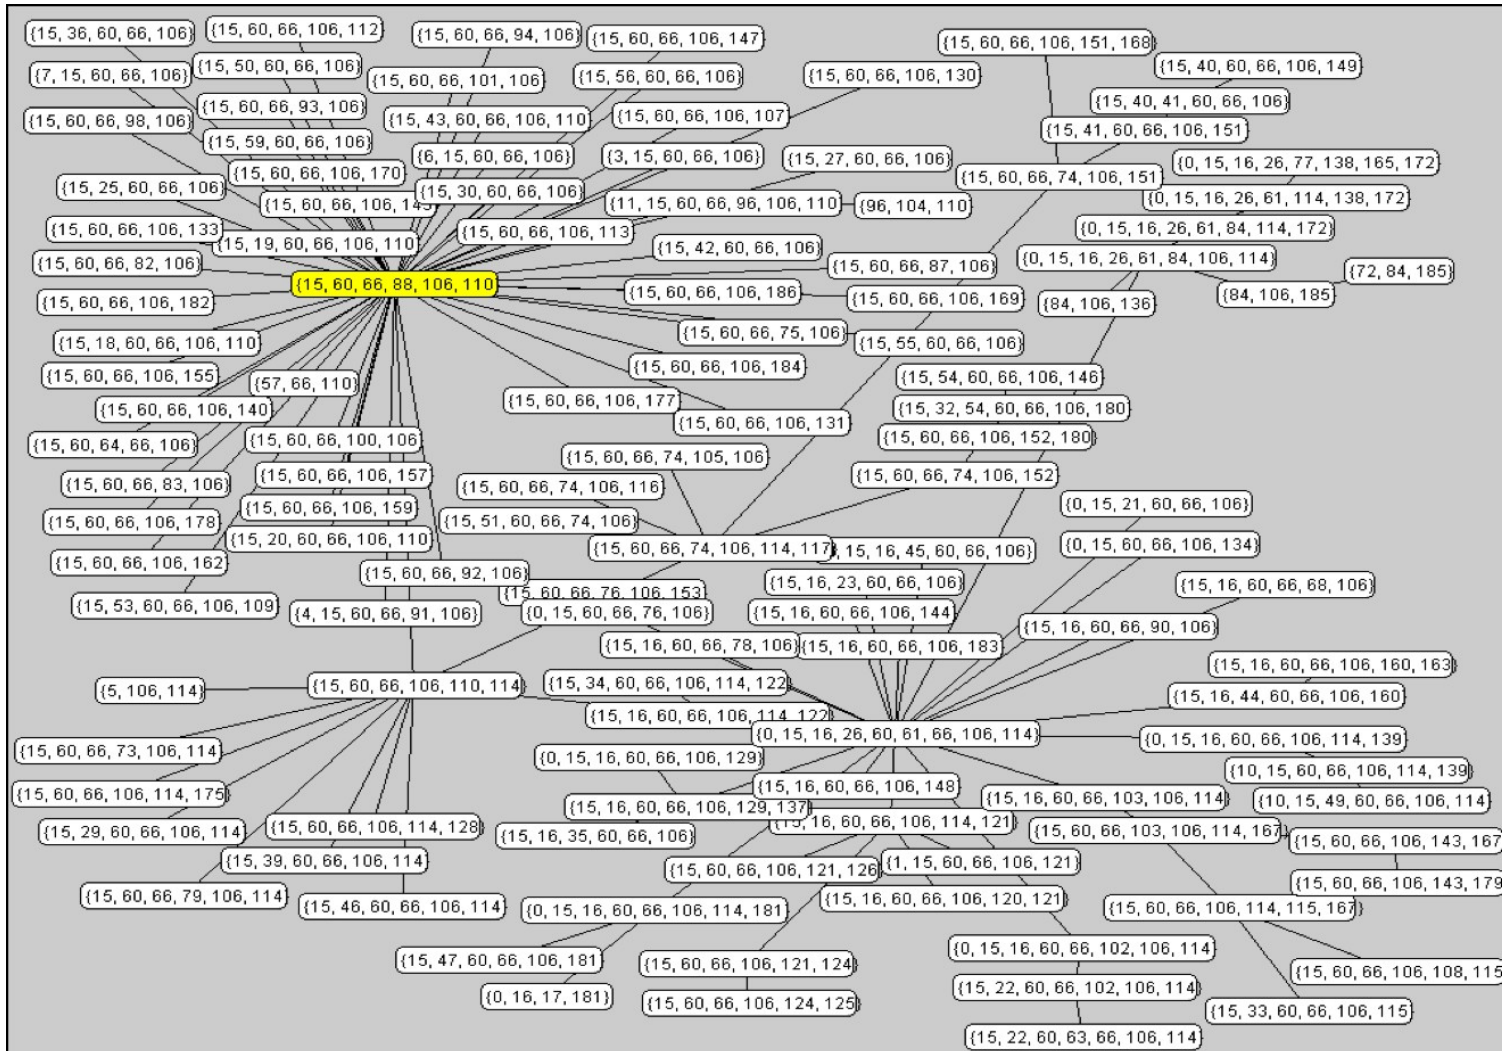 {15, 36, 60, 66, 106}
{15, 60, 66, 106, 112}
{15, 60, 66, 94, 106}
{15, 60, 66, 106, 147}
{15, 60, 66, 106, 151, 168}
{7, 15, 60, 66, 106}
{15, 50, 60, 66, 106}
{15, 60, 66, 101, 106}
{15, 56, 60, 66, 106}
{15, 60, 66, 106, 130}
{15, 40, 60, 66, 106, 149}
{15, 60, 66, 93, 106}
{15, 40, 41, 60, 66, 106}
{15, 60, 66, 98, 106}
{15, 43, 60, 66, 106, 110}
{15, 60, 66, 106, 107}
{15, 41, 60, 66, 106, 151}
{15, 59, 60, 66, 106}
{6, 15, 60, 66, 106}
{3, 15, 60, 66, 106}
{15, 27, 60, 66, 106}
{0, 15, 16, 26, 77, 138, 165, 172}
{15, 60, 66, 106, 170}
{15, 60, 66, 74, 106, 151}
{15, 25, 60, 66, 106}
{15, 30, 60, 66, 106}
{0, 15, 16, 26, 61, 114, 138, 172}
{15, 60, 66, 106, 145
{11, 15, 60, 66, 96, 106, 110}
{96, 104, 110}
{15, 60, 66, 106, 133}
{15, 19, 60, 66, 106, 110}
{15, 60, 66, 106, 113}
{0, 15, 16, 26, 61, 84, 114, 172}
{15, 42, 60, 66, 106}
{15, 60, 66, 82, 106}
{15, 60, 66, 87, 106}
{0, 15, 16, 26, 61, 84, 106, 114}
{72, 84, 185}
{15, 60, 66, 88, 106, 110}
{15, 60, 66, 106, 186}
{15, 60, 66, 106, 169}
{84, 106, 185}
{15, 60, 66, 106, 182}
{84, 106, 136}
{15, 60, 66, 75, 106}
{15, 18, 60, 66, 106, 110}
{15, 55, 60, 66, 106}
{15, 60, 66, 106, 155}
{57, 66, 110}
{15, 60, 66, 106, 184}
{15, 54, 60, 66, 106, 146}
{15, 60, 66, 106, 140}
{15, 60, 66, 106, 177}
{15, 32, 54, 60, 66, 106, 180}
{15, 60, 66, 106, 131}
{15, 60, 64, 66, 106}
{15, 60, 66, 100, 106}
{15, 60, 66, 106, 152, 180}
{15, 60, 66, 74, 105, 106}
{15, 60, 66, 83, 106}
{15, 60, 66, 106, 157}
{15, 60, 66, 74, 106, 116}
{15, 60, 66, 74, 106, 152}
{15, 60, 66, 106, 178}
{15, 60, 66, 106, 159}
{15, 51, 60, 66, 74, 106}
{0, 15, 21, 60, 66, 106}
{15, 20, 60, 66, 106, 110}
{15, 60, 66, 74, 106, 114, 117}
, 15, 16, 45, 60, 66, 106}
{0, 15, 60, 66, 106, 134}
{15, 60, 66, 106, 162}
{15, 60, 66, 92, 106}
{15, 60, 66, 76, 106, 153}
{15, 16, 23, 60, 66, 106}
{15, 16, 60, 66, 68, 106}
{15, 53, 60, 66, 106, 109}
{4, 15, 60, 66, 91, 106}
{0, 15, 60, 66, 76, 106}
{15, 16, 60, 66, 106, 144}
{15, 16, 60, 66, 90, 106}
{15, 16, 60, 66, 78, 106}
{15, 16, 60, 66, 106, 183}
{15, 16, 60, 66, 106, 160, 163}
{5, 106, 114}
{15, 60, 66, 106, 110, 114}
{15, 34, 60, 66, 106, 114, 122}
{15, 16, 44, 60, 66, 106, 160}
{15, 16, 60, 66, 106, 114, 122}
{0, 15, 16, 26, 60, 61, 66, 106, 114}
{0, 15, 16, 60, 66, 106, 114, 139}
{15, 60, 66, 73, 106, 114}
{0, 15, 16, 60, 66, 106, 129}
{10, 15, 60, 66, 106, 114, 139}
{15, 60, 66, 106, 114, 175}
{15, 16, 60, 66, 106, 148}
{15, 16, 60, 66, 103, 106, 114}
{10, 15, 49, 60, 66, 106, 114}
{15, 16, 60, 66, 106, 129, 137}
{15, 16, 60, 66, 106, 114, 121}
{15, 29, 60, 66, 106, 114}
{15, 60, 66, 106, 114, 128}
{15, 16, 35, 60, 66, 106}
{15, 60, 66, 103, 106, 114, 167}
{15, 60, 66, 106, 143, 167}
{15, 39, 60, 66, 106, 114}
{15, 60, 66, 106, 121, 126}
{1, 15, 60, 66, 106, 121}
{15, 60, 66, 106, 143, 179}
{15, 60, 66, 79, 106, 114}
{15, 46, 60, 66, 106, 114}
{0, 15, 16, 60, 66, 106, 114, 181}
{15, 16, 60, 66, 106, 120, 121}
{15, 60, 66, 106, 114, 115, 167}
{0, 15, 16, 60, 66, 102, 106, 114}
{15, 47, 60, 66, 106, 181}
{15, 60, 66, 106, 121, 124}
{15, 60, 66, 106, 108, 115}
{15, 22, 60, 66, 102, 106, 114}
{0, 16, 17, 181}
{15, 60, 66, 106, 124, 125}
{15, 33, 60, 66, 106, 115}
{15, 22, 60, 63, 66, 106, 114}